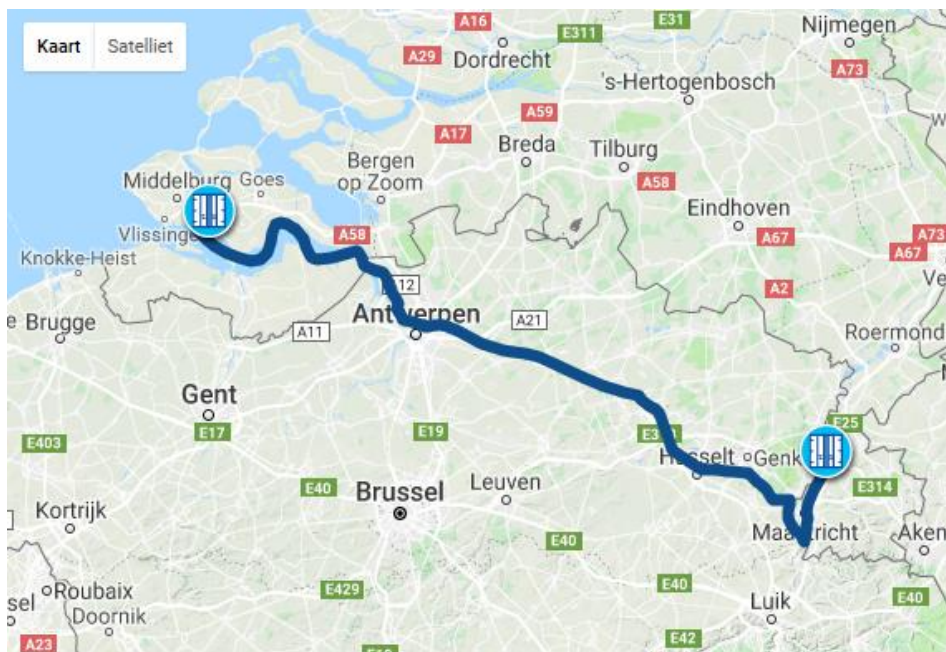 Kaart Satelliet
A16
E311
E31
Nijmegen
A29
Dordrecht
's-Hertogenbosch
A73
A59
A17
Breda
Tilburg
Bergen
op Zoom
A58
Middelburg
Goes
Eindhoven
Vlissinge
A58
A67
A73
A67
Knokke-Heist
A2
12
Antwerpen
A21
A11
Brugge
Roermond
Gent
E17
E19
E25
E403
Hasselt
Genk
E314
E40
Leuven
Brussel
Kortrijk
Maastricht
Aken
E40
E429
E40
E40
Roubaix
Doornik
Luik
A23
E42